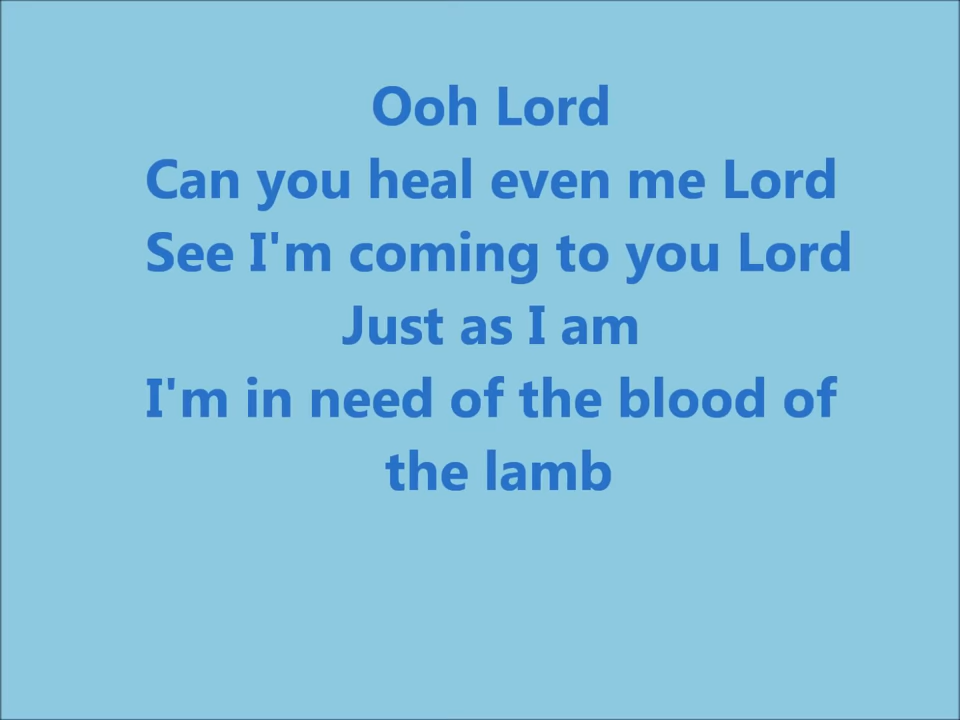 Ooh Lord
Can you heal even me Lord
See I'm coming to you Lord
Just as I am
I'm in need of the blood of
the lamb